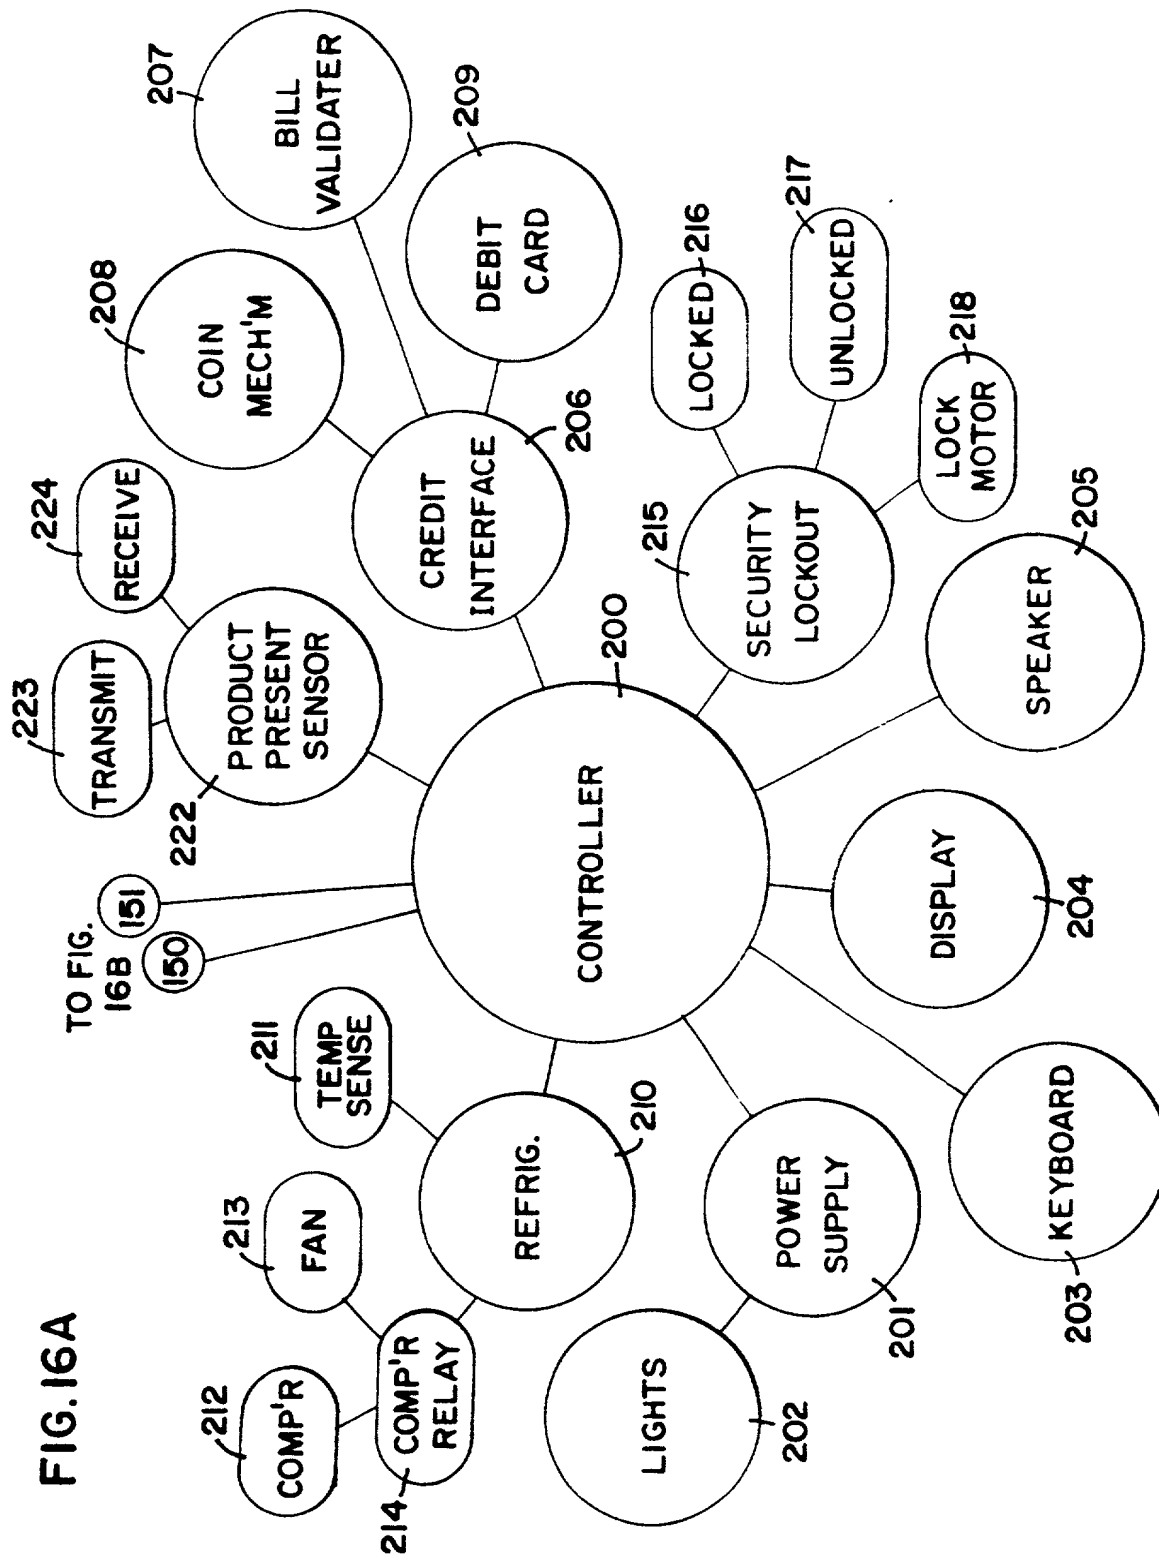 FIG. 16A
TO FIG.
16B
150
151
223
TRANSMIT
224
RECEIVE
222
PRODUCT
PRESENT
SENSOR
208
COIN
MECH'M
207
BILL
VALIDATER
209
DEBIT
CARD
CREDIT
INTERFACE
206
212
COMP'R
213
FAN
214
COMP'R
RELAY
211
TEMP
SENSE
REFRIG.
210
CONTROLLER
200
LOCKED
216
UNLOCKED
217
LOCK
MOTOR
218
215
SECURITY
LOCKOUT
LIGHTS
202
POWER
SUPPLY
201
KEYBOARD
203
DISPLAY
204
SPEAKER
205